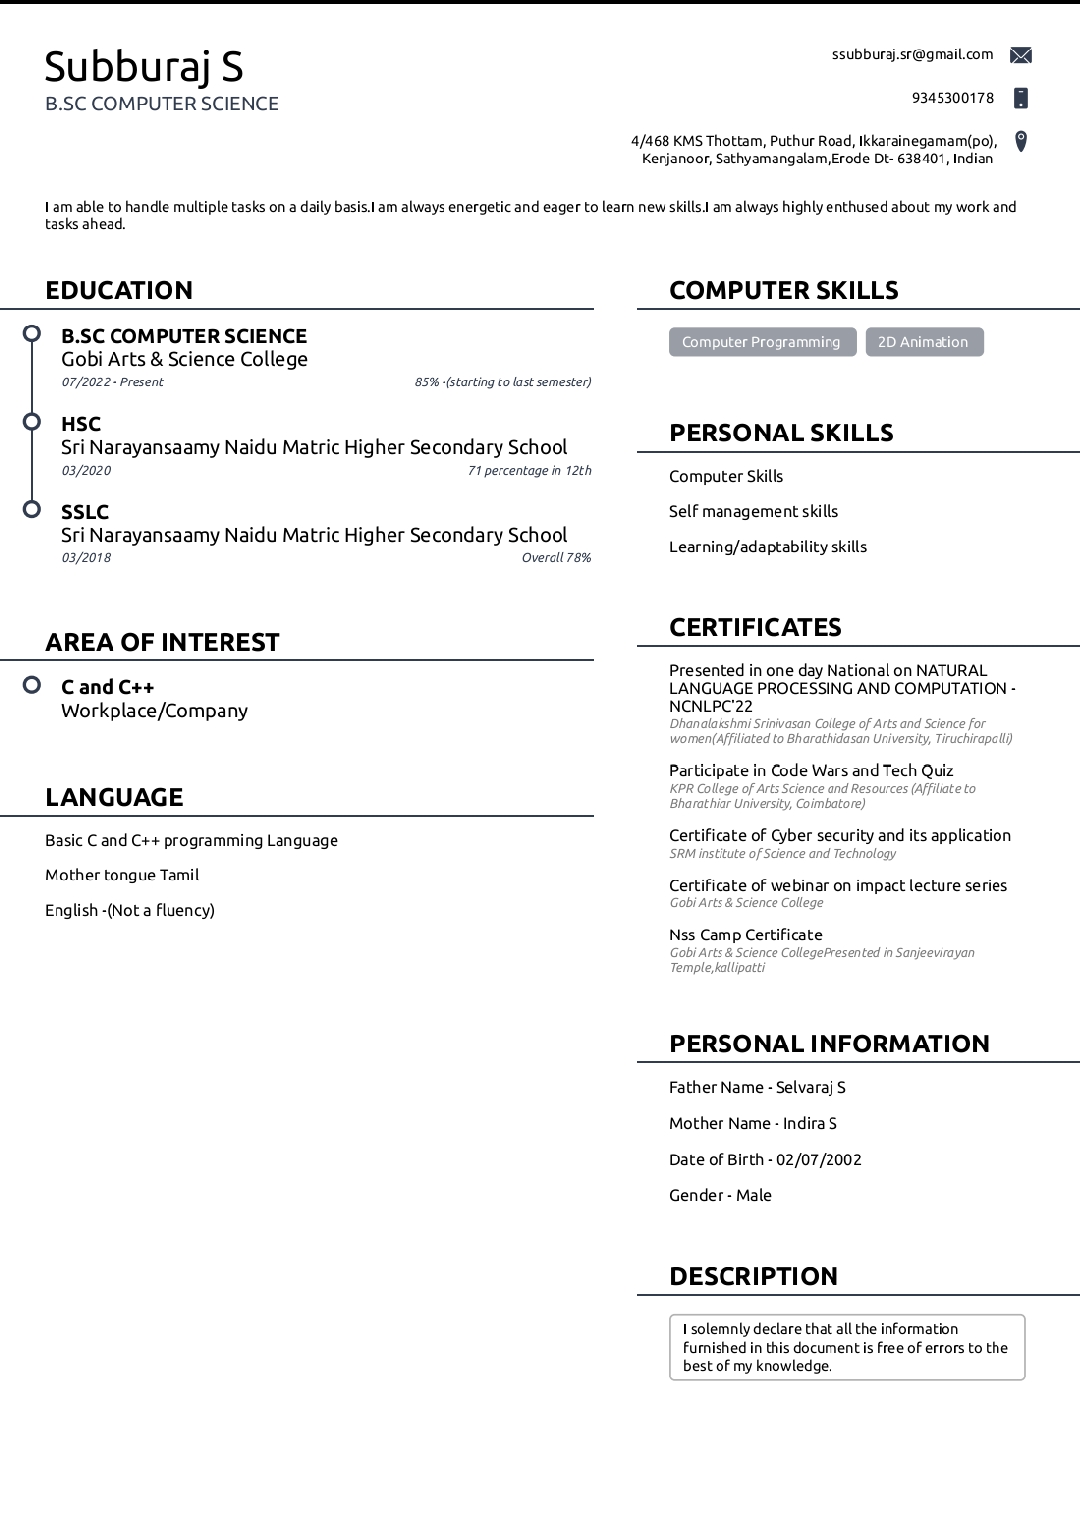 Subburaj S
B.SC COMPUTER SCIENCE
ssubburaj.sr@gmail.com
9345300178
4/468 KMS Thottam, Puthur Road, Ikkarainegamam(po),
Kenjanoor, Sathyamangalam,Erode Dt- 638401, Indian
I am able to handle multiple tasks on a daily basis.I am always energetic and eager to learn new skills.I am always highly enthused about my work and
tasks ahead.
EDUCATION
B.SC COMPUTER SCIENCE
Gobi Arts & Science College
07/2022 - Present
85% -(starting to last semester)
HSC
Sri Narayansaamy Naidu Matric Higher Secondary School
03/2020
71 percentage in 12th
SSLC
Sri Narayansaamy Naidu Matric Higher Secondary School
03/2018
Overall 78%
AREA OF INTEREST
C and C++
Workplace/Company
LANGUAGE
Basic C and C++ programming Language
Mother tongue Tamil
English -(Not a fluency)
COMPUTER SKILLS
Computer Programming
2D Animation
PERSONAL SKILLS
Computer Skills
Self management skills
Learning/adaptability skills
CERTIFICATES
Presented in one day National on NATURAL
LANGUAGE PROCESSING AND COMPUTATION -
NCNLPC'22
Dhanalakshmi Srinivasan College of Arts and Science for
women(Affiliated to Bharathidasan University, Tiruchirapalli)
Participate in Code Wars and Tech Quiz
KPR College of Arts Science and Resources (Affiliate to
Bharathiar University, Coimbatore)
Certificate of Cyber security and its application
SRM institute of Science and Technology
Certificate of webinar on impact lecture series
Gobi Arts & Science College
Nss Camp Certificate
Gobi Arts & Science CollegePresented in Sanjeevirayan
Temple,kallipatti
PERSONAL INFORMATION
Father Name - Selvaraj S
Mother Name - Indira S
Date of Birth - 02/07/2002
Gender - Male
DESCRIPTION
I solemnly declare that all the information
furnished in this document is free of errors to the
best of my knowledge.